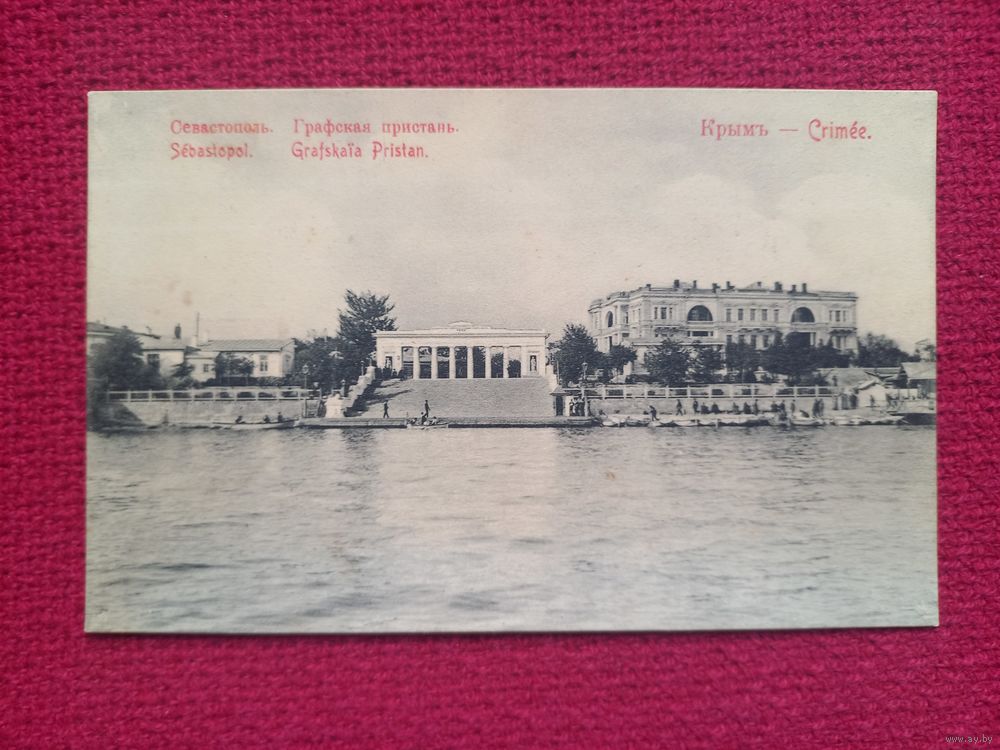 Севастополь. Графская пристань.
Sébastopol. Grafskaïa Pristan.
Крымъ — Crimée.
www.ay.by